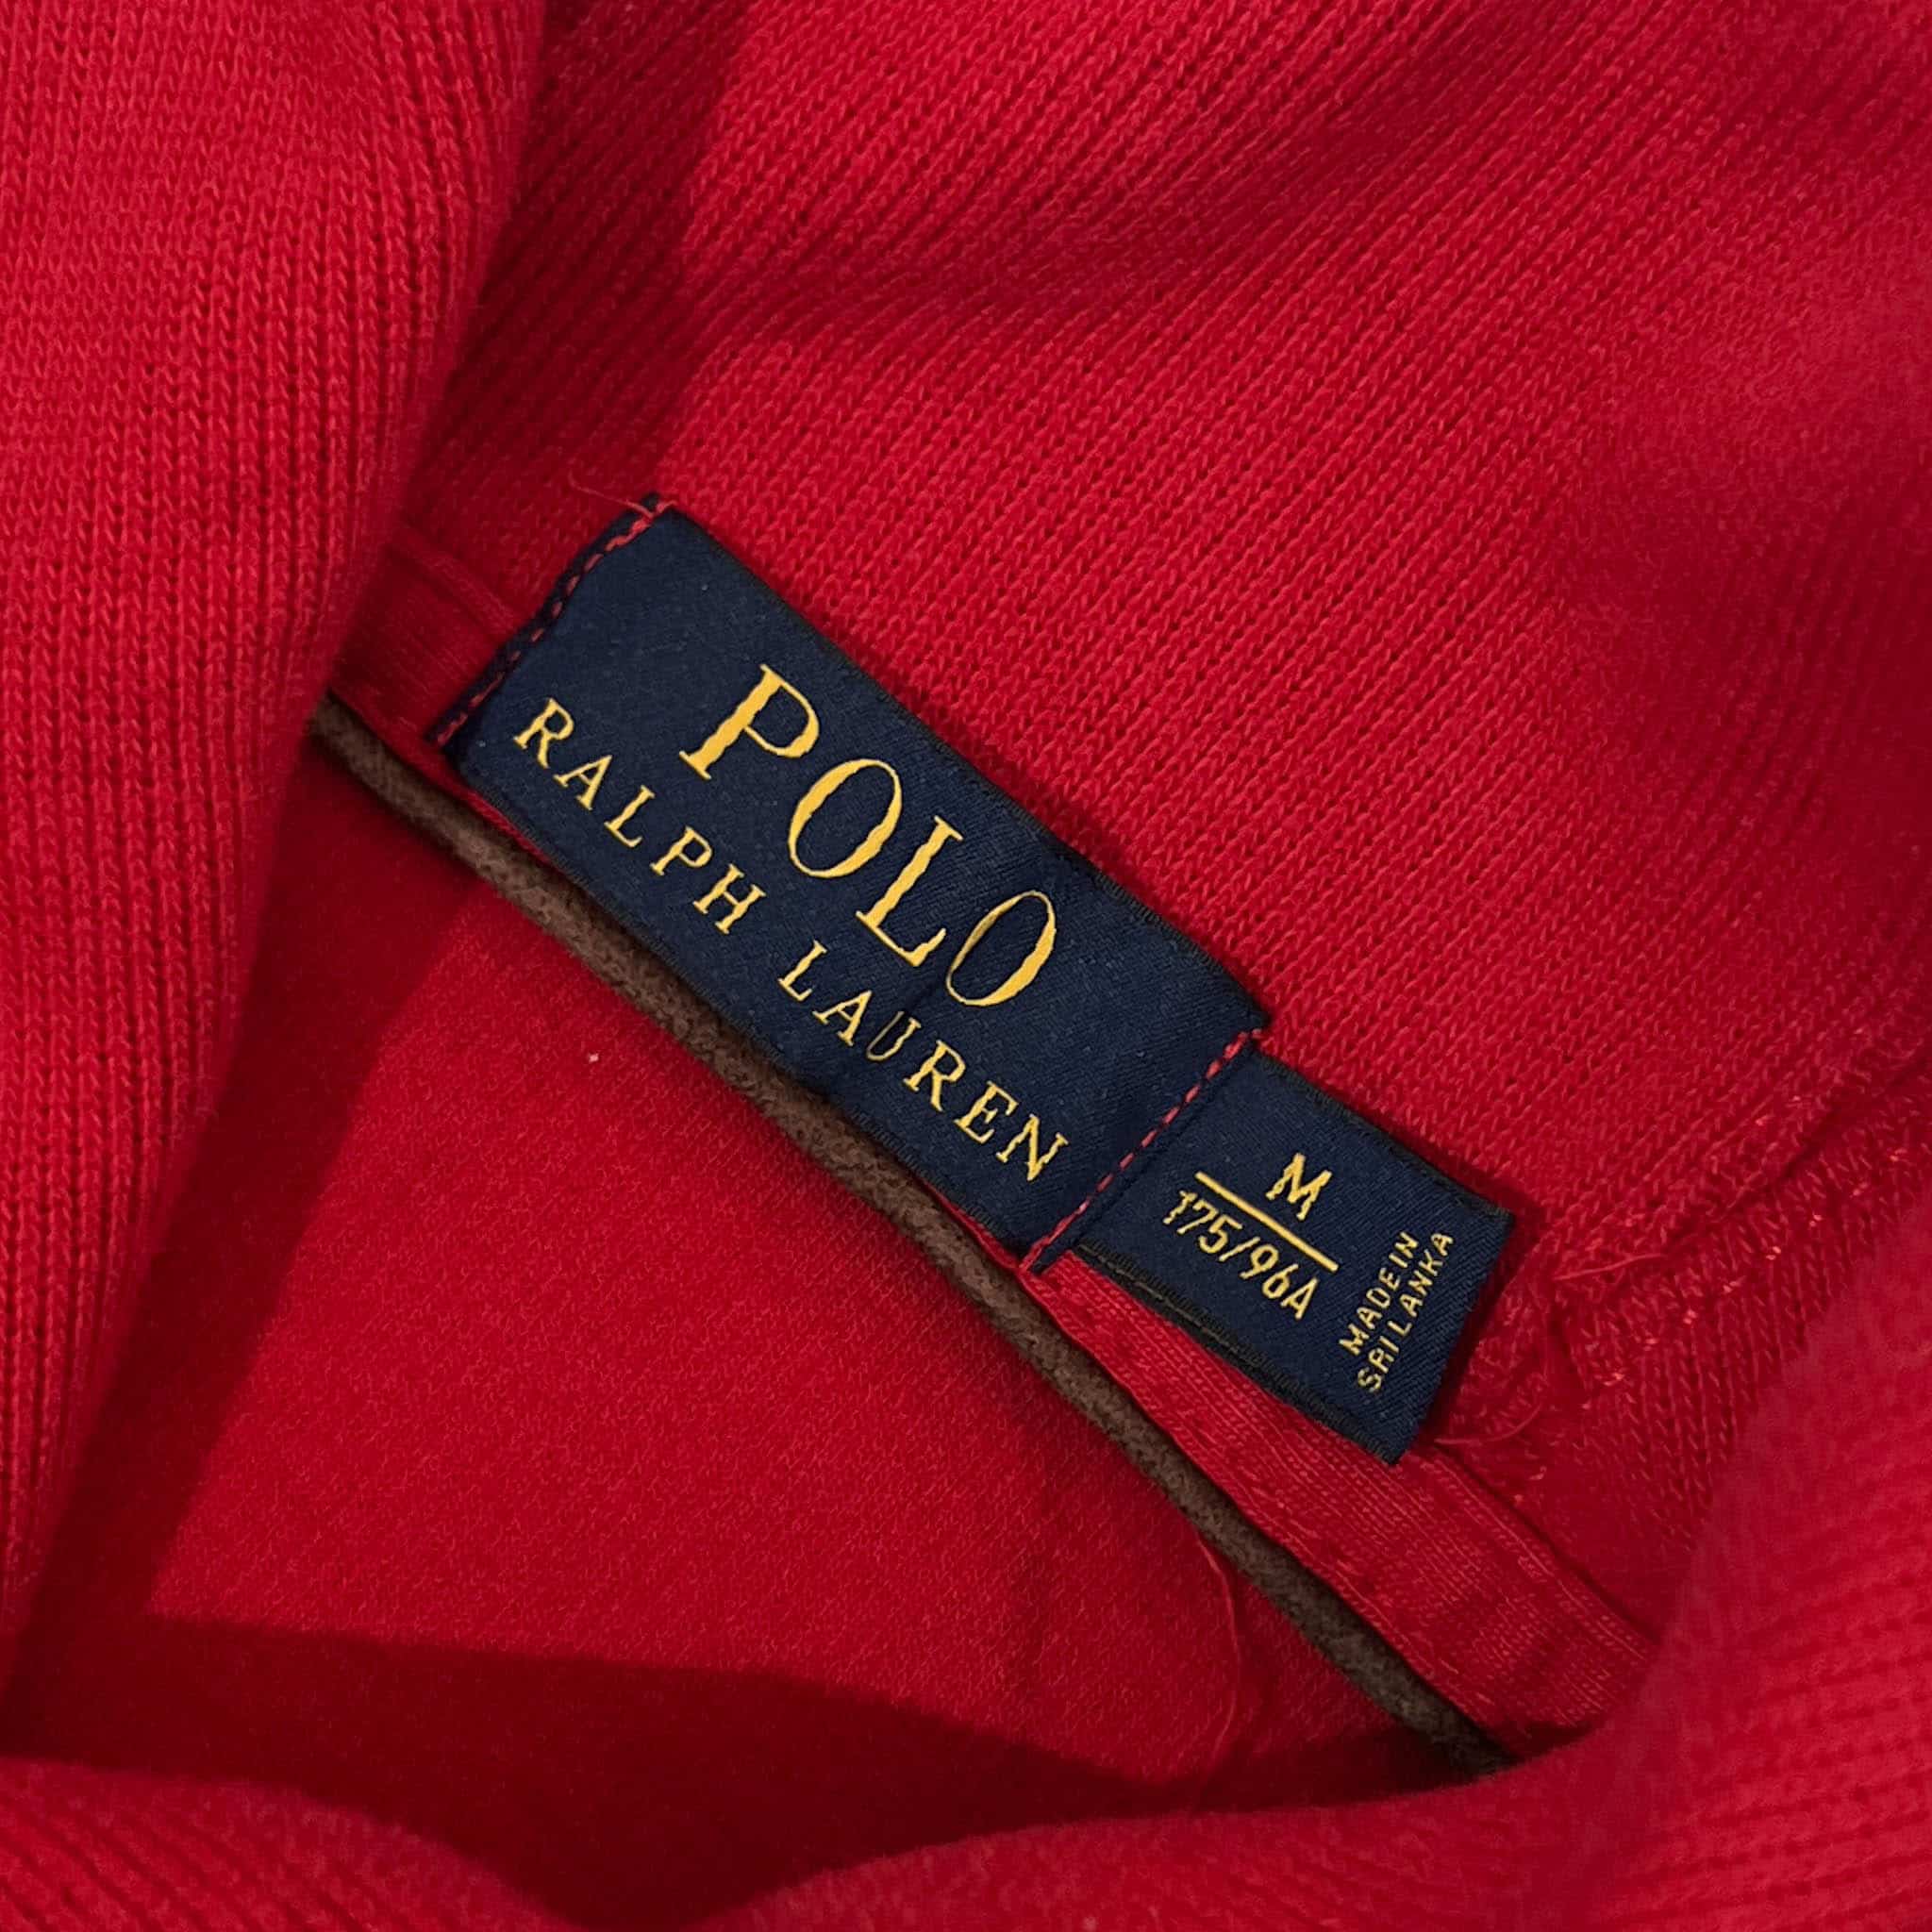 POLO
RALPH LAUREN
M
175/96A
MADE IN
SRI LANKA